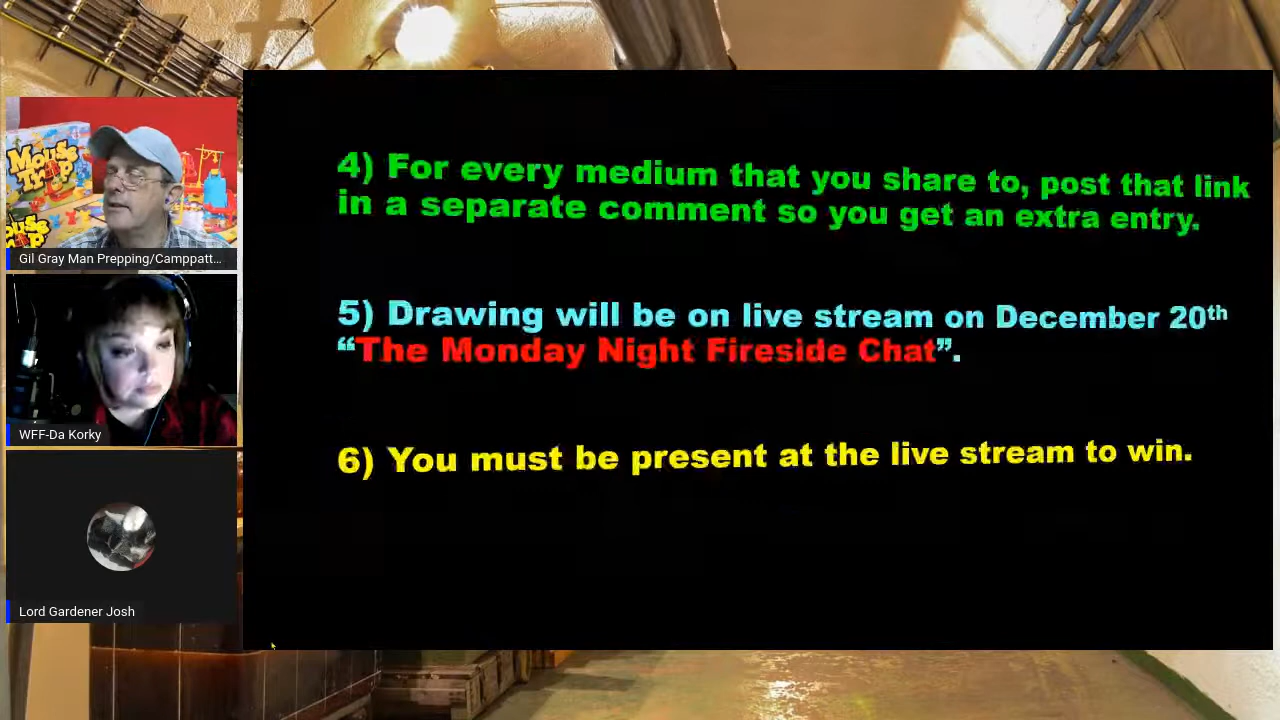 Mouse
Trap
Gil Gray Man Prepping/Camppatt...
WFF-Da Korky
Lord Gardener Josh
4) For every medium that you share to, post that link
in a separate comment so you get an extra entry.
5) Drawing will be on live stream on December 20th
“The Monday Night Fireside Chat”.
6) You must be present at the live stream to win.